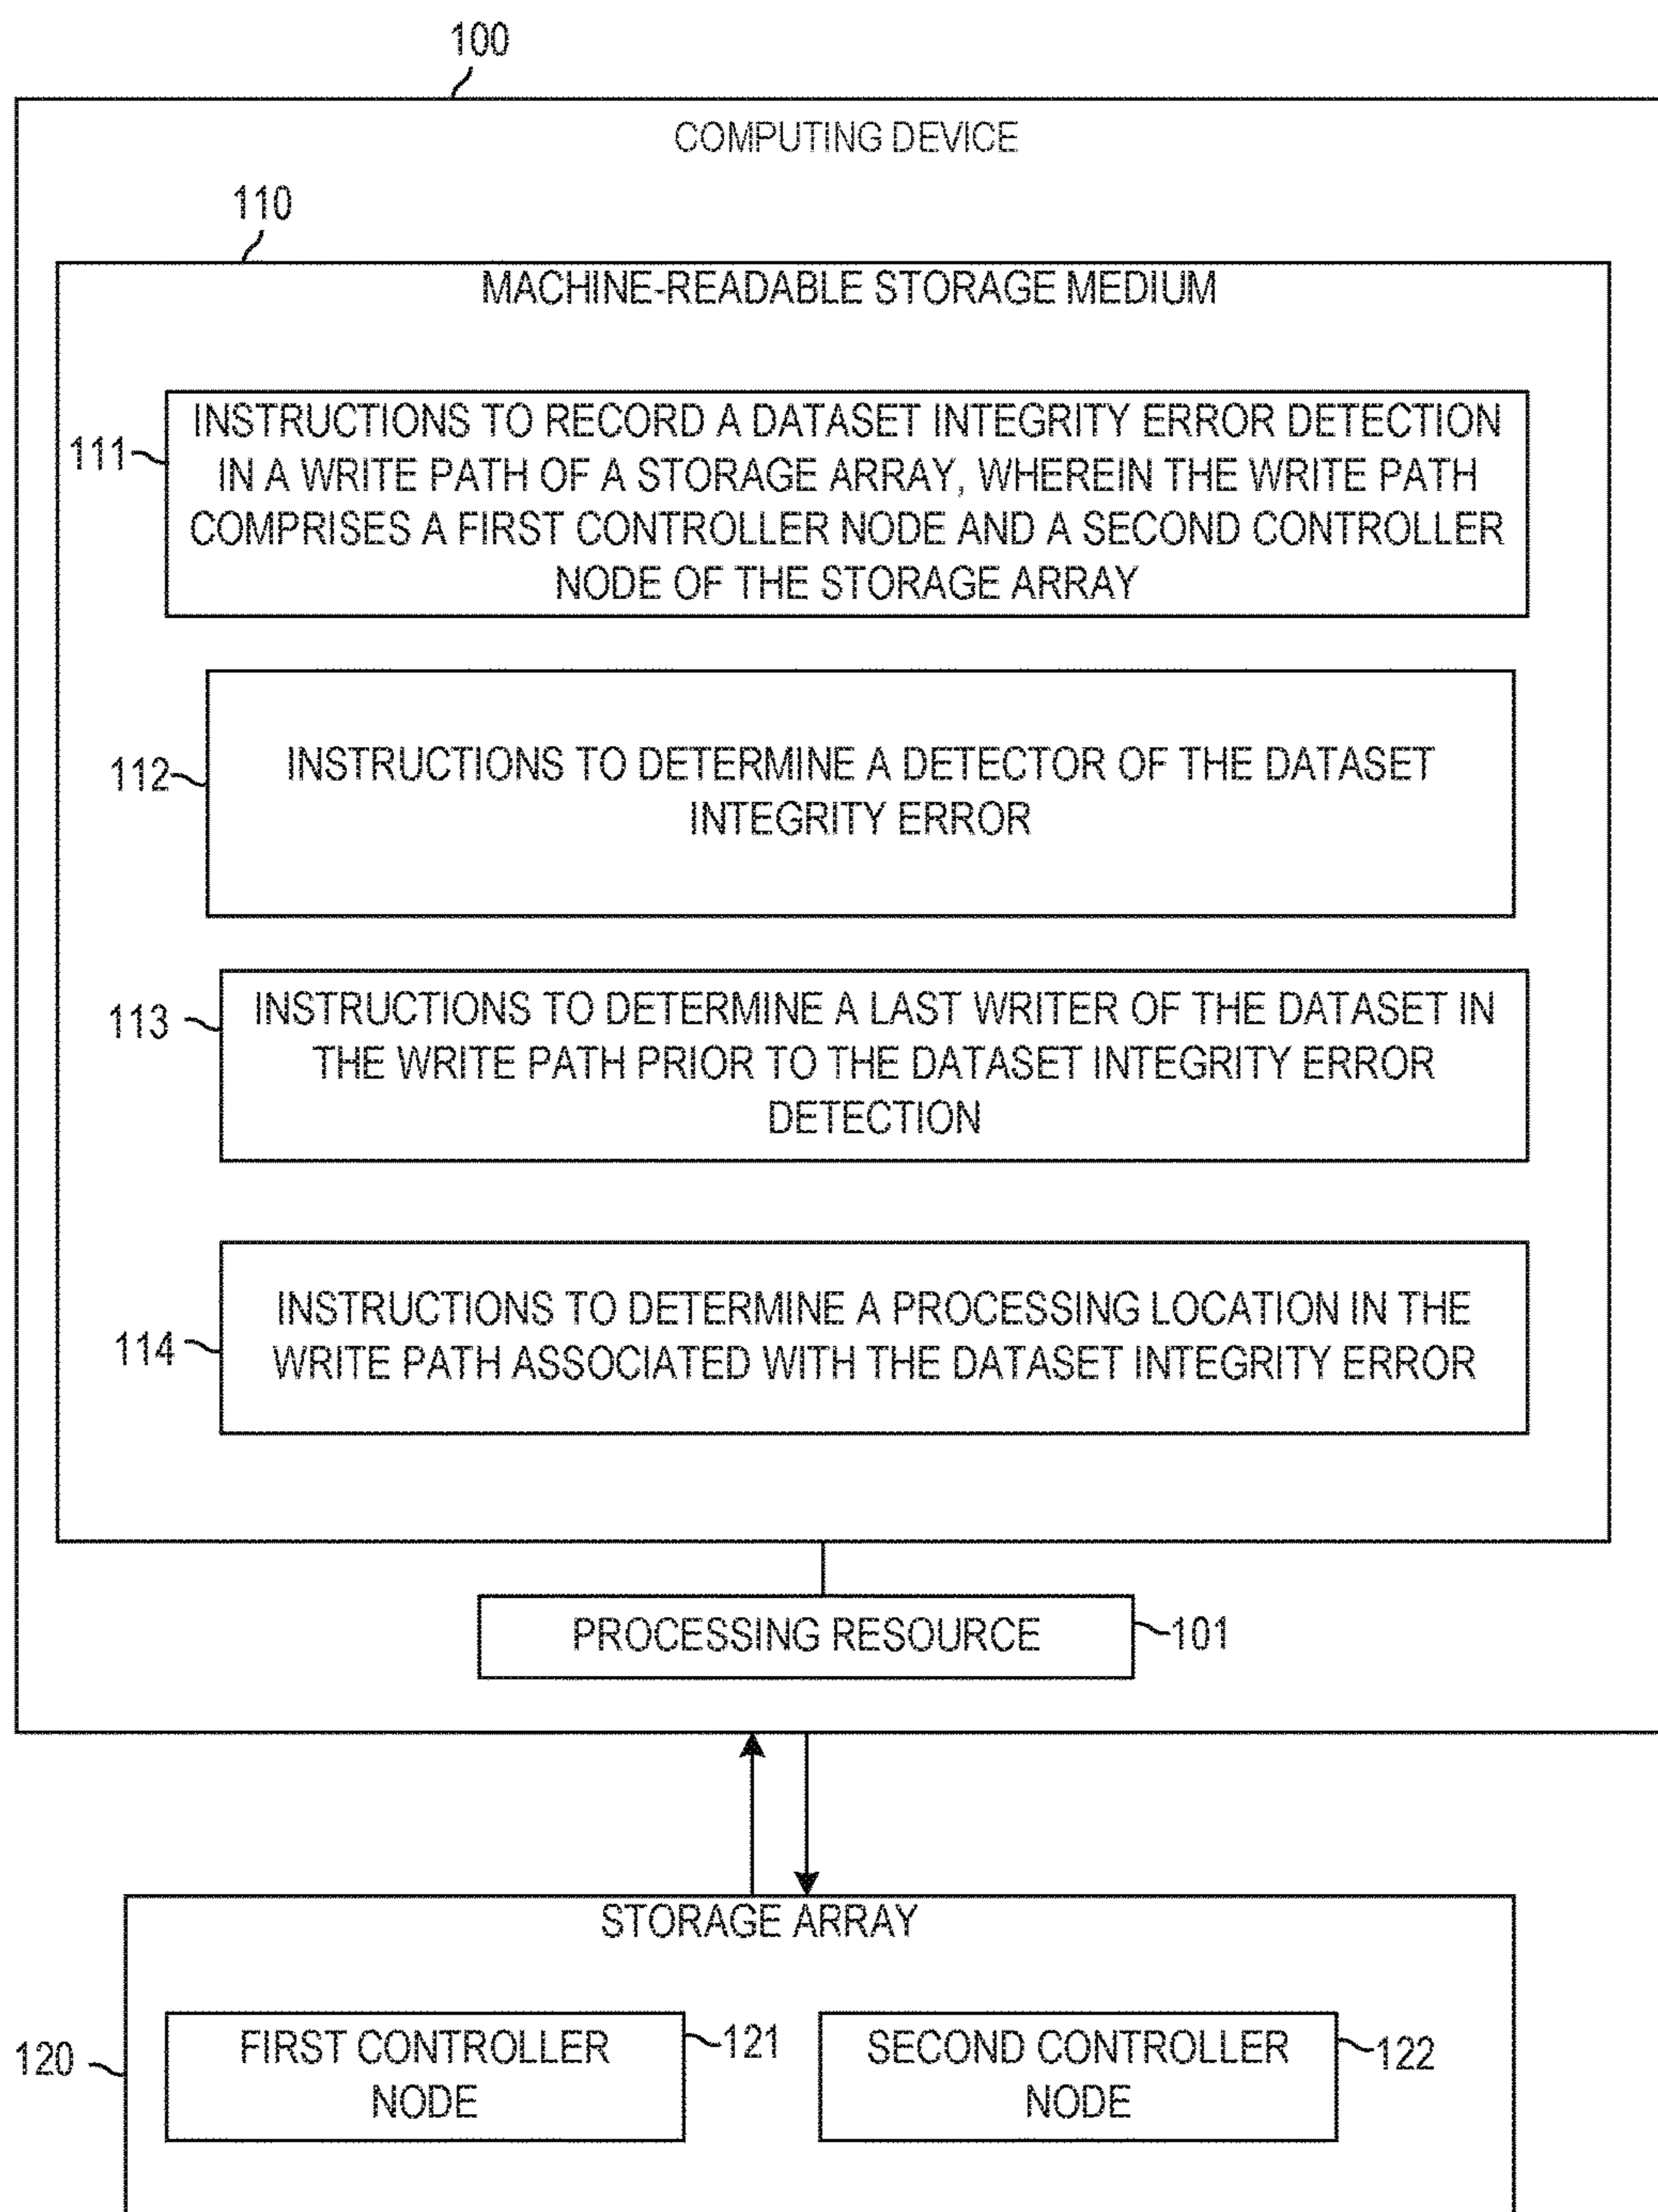 100
COMPUTING DEVICE
110
MACHINE-READABLE STORAGE MEDIUM
111
INSTRUCTIONS TO RECORD A DATASET INTEGRITY ERROR DETECTION
IN A WRITE PATH OF A STORAGE ARRAY, WHEREIN THE WRITE PATH
COMPRISES A FIRST CONTROLLER NODE AND A SECOND CONTROLLER
NODE OF THE STORAGE ARRAY
112
INSTRUCTIONS TO DETERMINE A DETECTOR OF THE DATASET
INTEGRITY ERROR
113
INSTRUCTIONS TO DETERMINE A LAST WRITER OF THE DATASET IN
THE WRITE PATH PRIOR TO THE DATASET INTEGRITY ERROR
DETECTION
114
INSTRUCTIONS TO DETERMINE A PROCESSING LOCATION IN THE
WRITE PATH ASSOCIATED WITH THE DATASET INTEGRITY ERROR
PROCESSING RESOURCE
101
STORAGE ARRAY
120
FIRST CONTROLLER
NODE
121
SECOND CONTROLLER
NODE
122